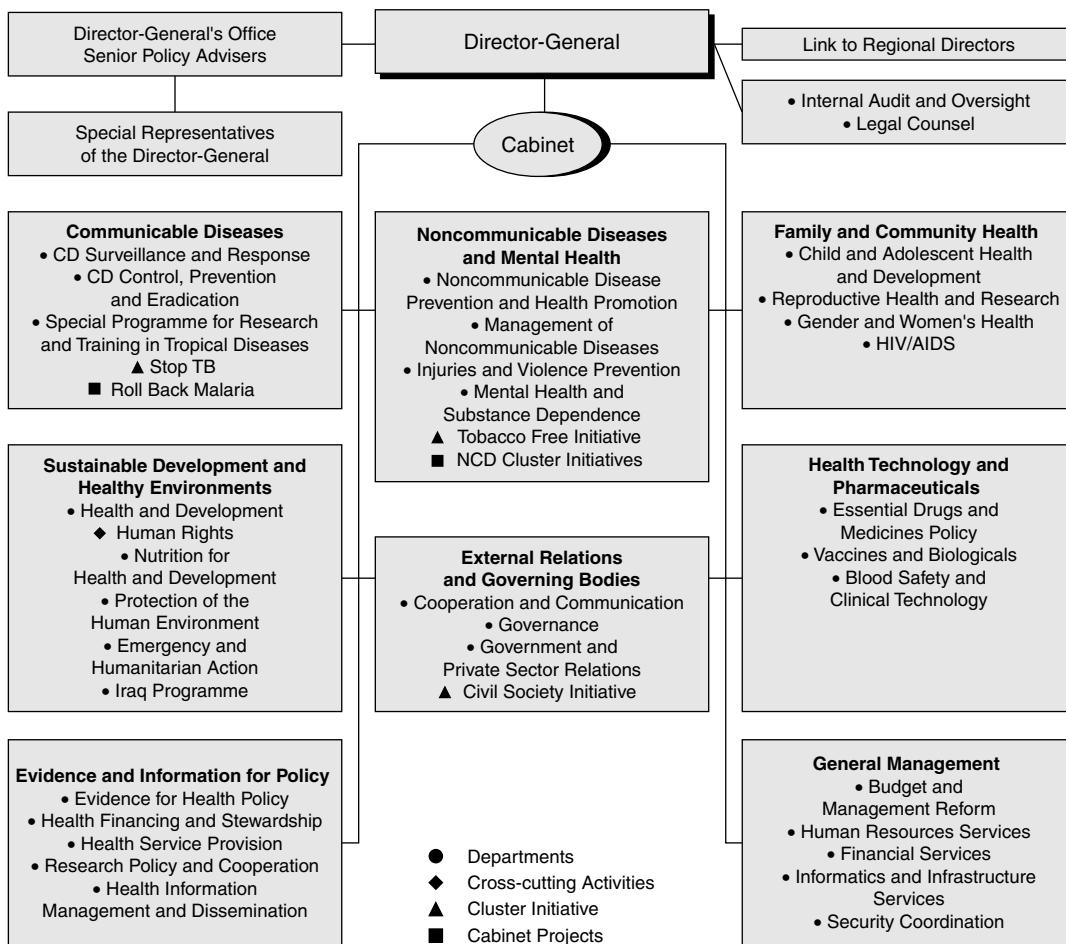 Director-General's Office
Senior Policy Advisers
Director-General
Link to Regional Directors
• Internal Audit and Oversight
• Legal Counsel
Special Representatives
of the Director-General
Cabinet
Communicable Diseases
• CD Surveillance and Response
• CD Control, Prevention
and Eradication
• Special Programme for Research
and Training in Tropical Diseases
▲ Stop TB
■ Roll Back Malaria
Noncommunicable Diseases
and Mental Health
• Noncommunicable Disease
Prevention and Health Promotion
• Management of
Noncommunicable Diseases
• Injuries and Violence Prevention
• Mental Health and
Substance Dependence
▲ Tobacco Free Initiative
■ NCD Cluster Initiatives
Family and Community Health
• Child and Adolescent Health
and Development
• Reproductive Health and Research
• Gender and Women's Health
• HIV/AIDS
Sustainable Development and
Healthy Environments
• Health and Development
◆ Human Rights
• Nutrition for
Health and Development
• Protection of the
Human Environment
• Emergency and
Humanitarian Action
• Iraq Programme
External Relations
and Governing Bodies
• Cooperation and Communication
• Governance
• Government and
Private Sector Relations
▲ Civil Society Initiative
Health Technology and
Pharmaceuticals
• Essential Drugs and
Medicines Policy
• Vaccines and Biologicals
• Blood Safety and
Clinical Technology
Evidence and Information for Policy
• Evidence for Health Policy
• Health Financing and Stewardship
• Health Service Provision
• Research Policy and Cooperation
• Health Information
Management and Dissemination
● Departments
◆ Cross-cutting Activities
▲ Cluster Initiative
■ Cabinet Projects
General Management
• Budget and
Management Reform
• Human Resources Services
• Financial Services
• Informatics and Infrastructure
Services
• Security Coordination